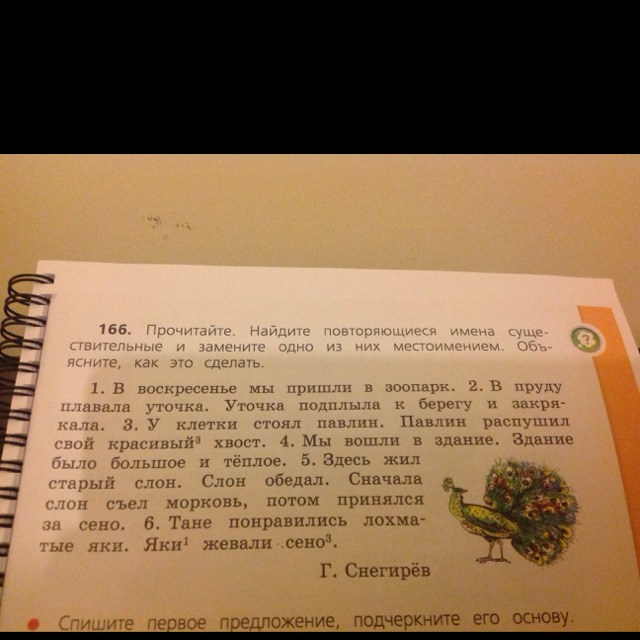 166. Прочитайте. Найдите повторяющиеся имена суще-
ствительные и замените одно из них местоимением. Объ-
ясните, как это сделать.
1. В воскресенье мы пришли в зоопарк. 2. В пруду
плавала уточка. Уточка подплыла к берегу и закря-
кала. 3. У клетки стоял павлин. Павлин распушил
свой красивый³ хвост. 4. Мы вошли в здание. Здание
было большое и тёплое. 5. Здесь жил
старый слон. Слон обедал. Сначала
слон съел морковь, потом принялся
за сено. 6. Тане понравились лохма-
тые яки. Яки¹ жевали сено³.
Г. Снегирёв
• Спишите первое предложение, подчеркните его основу.
?